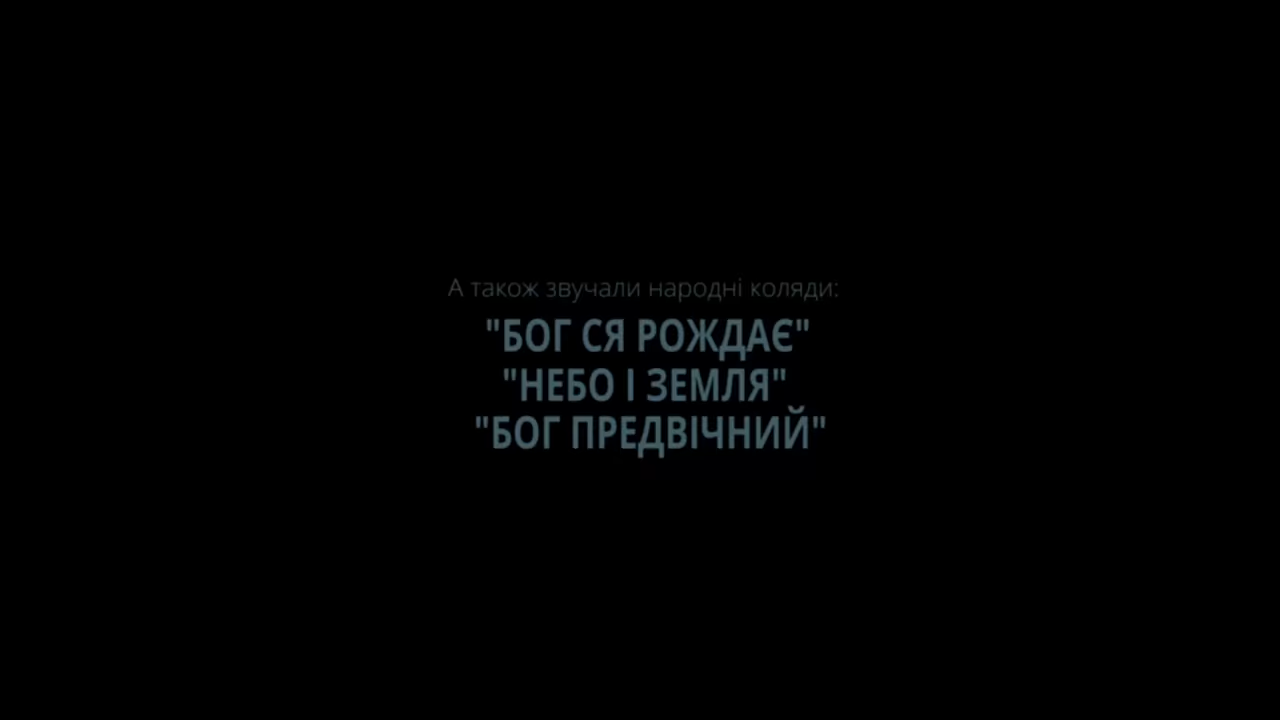 А також звучали народні коляди:
"БОГ СЯ РОЖДАЄ"
"НЕБО І ЗЕМЛЯ"
"БОГ ПРЕДВІЧНИЙ"